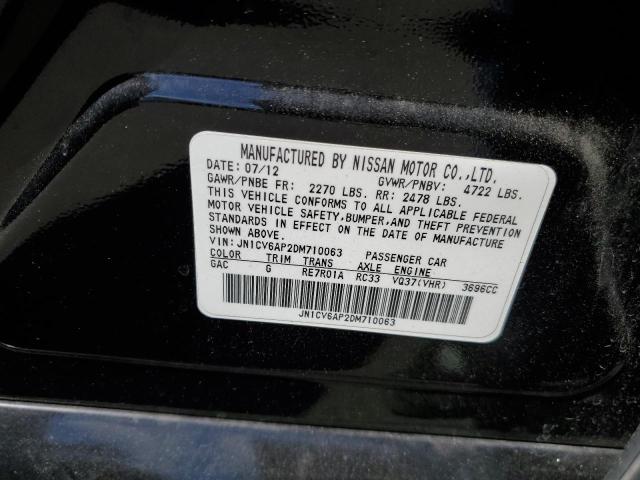 MANUFACTURED BY NISSAN MOTOR CO.,LTD.
DATE: 07/12 GVWR/PNBV: 4722 LBS.
GAWR/PNBE FR: 2270 LBS. RR: 2478 LBS.
THIS VEHICLE CONFORMS TO ALL APPLICABLE FEDERAL
MOTOR VEHICLE SAFETY,BUMPER,AND THEFT PREVENTION
STANDARDS IN EFFECT ON THE DATE OF MANUFACTURE
SHOWN ABOVE.
VIN: JN1CV6AP2DM710063 PASSENGER CAR
COLOR TRIM TRANS AXLE ENGINE
GAC G RE7R01A RC33 VQ37(VHR) 3696CC
JN1CV6AP2DM710063